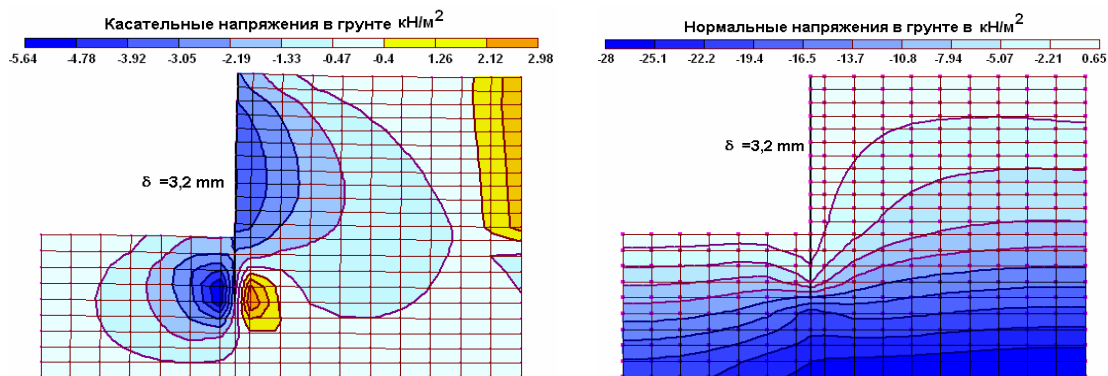 Касательные напряжения в грунте кН/м²
-5.64 -4.78 -3.92 -3.05 -2.19 -1.33 -0.47 -0.4 1.26 2.12 2.98
δ =3,2 mm
Нормальные напряжения в грунте в кН/м²
-28 -25.1 -22.2 -19.4 -16.5 -13.7 -10.8 -7.94 -5.07 -2.21 0.65
δ =3,2 mm